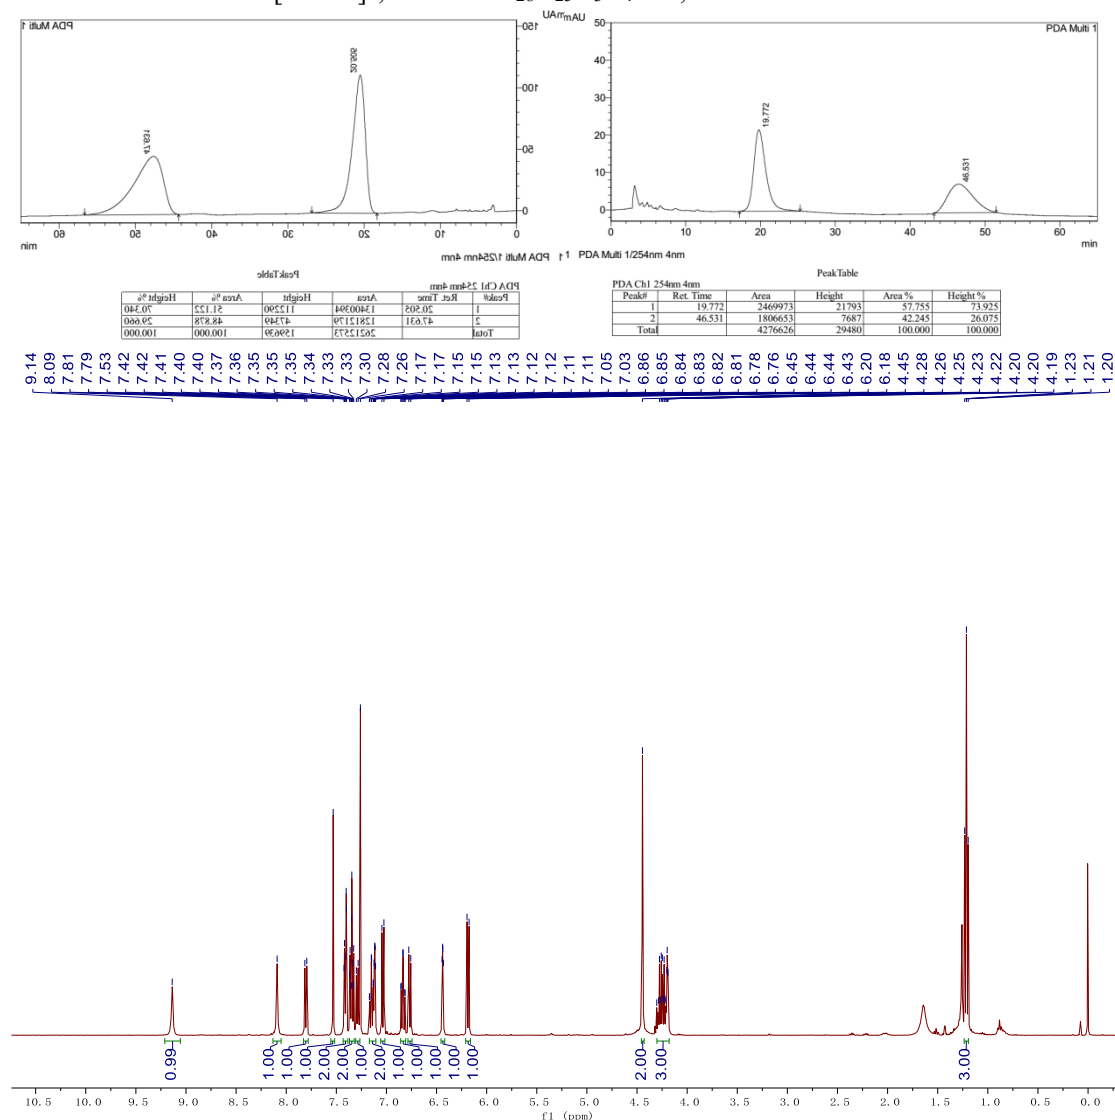 PDA Multi 1
mAU
150
100
50
0
20.505
47.631
0 10 20 30 40 50 60
min
1 PDA Multi 1/254nm 4nm
PeakTable
PDA Ch1 254nm 4nm
Peak# Ret. Time Area Height Area % Height %
1 20.505 13400394 112290 51.122 70.340
2 47.631 12812179 47349 48.878 29.660
Total 26212573 159639 100.000 100.000
mAU
50
40
30
20
10
0
PDA Multi 1
19.772
46.531
0 10 20 30 40 50 60
min
1 PDA Multi 1/254nm 4nm
PeakTable
PDA Ch1 254nm 4nm
Peak# Ret. Time Area Height Area % Height %
1 19.772 2469973 21793 57.755 73.925
2 46.531 1806653 7687 42.245 26.075
Total 4276626 29480 100.000 100.000
9.14 8.09 7.81 7.79 7.53 7.42 7.42 7.41 7.40 7.40 7.37 7.36 7.35 7.35 7.34 7.33 7.30 7.28 7.26 7.17 7.17 7.15 7.15 7.13 7.13 7.12 7.12 7.11 7.11 7.05 7.03 6.86 6.85 6.84 6.83 6.82 6.81 6.78 6.76 6.45 6.44 6.44 6.43 6.20 6.18 4.45 4.28 4.26 4.25 4.23 4.22 4.20 4.20 4.19 1.23 1.21 1.20
0.99 1.00 1.00 1.00 2.00 2.00 1.00 2.00 1.00 1.00 1.00 1.00 2.00 3.00 3.00
10.5 10.0 9.5 9.0 8.5 8.0 7.5 7.0 6.5 6.0 5.5 5.0 4.5 4.0 3.5 3.0 2.5 2.0 1.5 1.0 0.5 0.0
f1 (ppm)